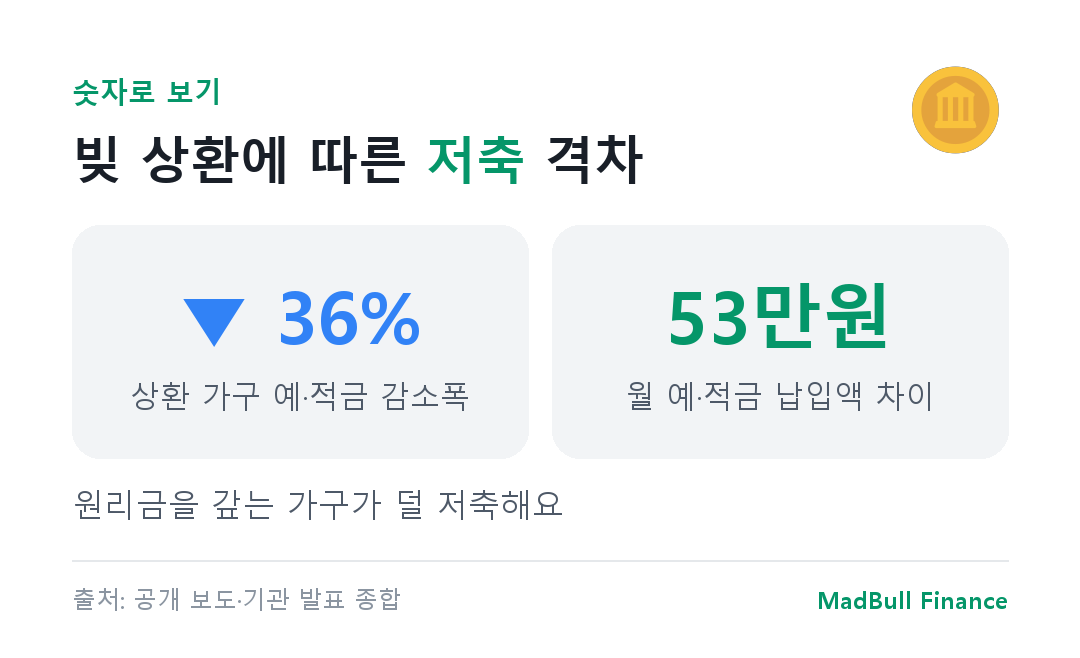 숫자로 보기
빚 상환에 따른 저축 격차
▼ 36%
상환 가구 예·적금 감소폭
53만원
월 예·적금 납입액 차이
원리금을 갚는 가구가 덜 저축해요
출처: 공개 보도·기관 발표 종합
MadBull Finance